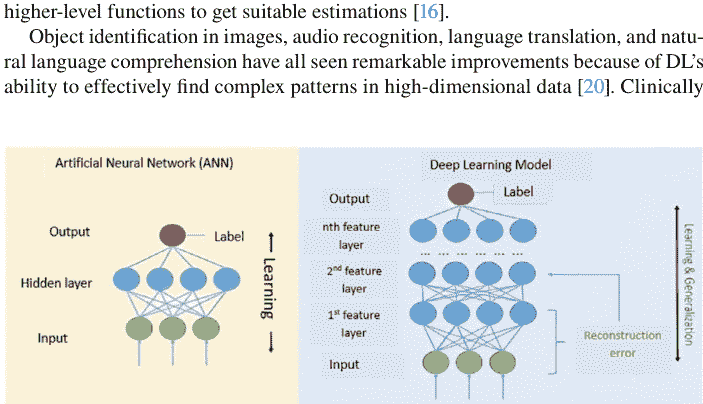 higher-level functions to get suitable estimations [16].
Object identification in images, audio recognition, language translation, and natu-
ral language comprehension have all seen remarkable improvements because of DL's
ability to effectively find complex patterns in high-dimensional data [20]. Clinically
Artificial Neural Network (ANN)
Output
Label
Hidden layer
Input
Learning
Deep Learning Model
Output
Label
nth feature
layer
... ... ... ...
2nd feature
layer
1st feature
layer
Input
Reconstruction
error
Learning & Generalization